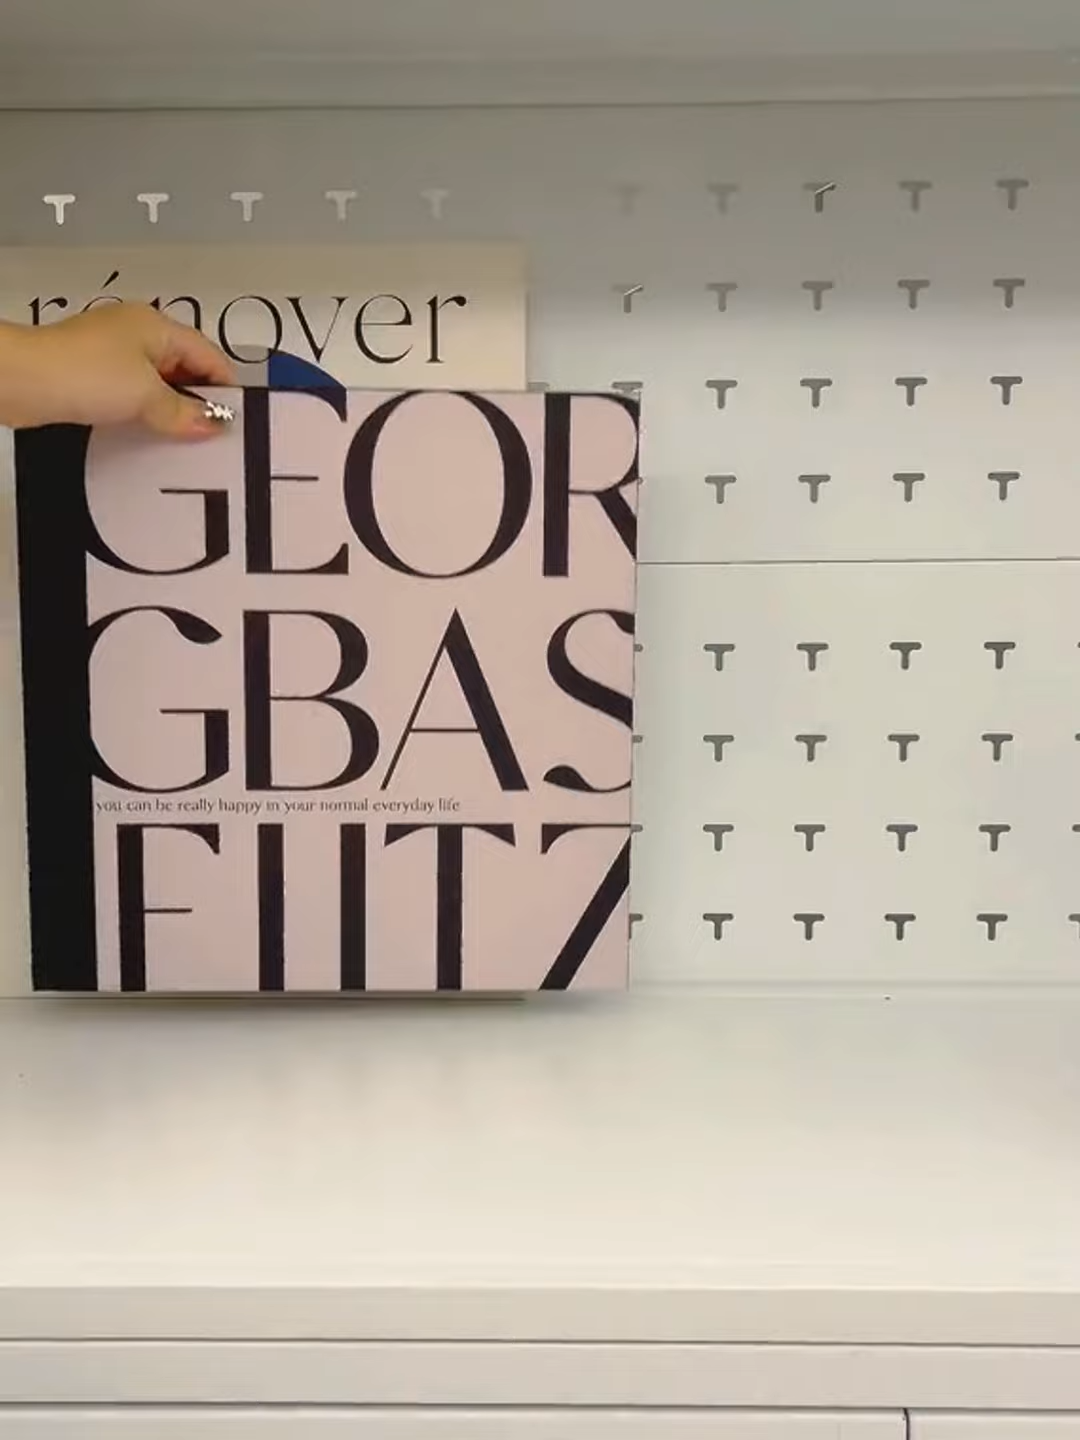 rénover
GEOR
GBAS
you can be really happy in your normal everyday life
FIITZ